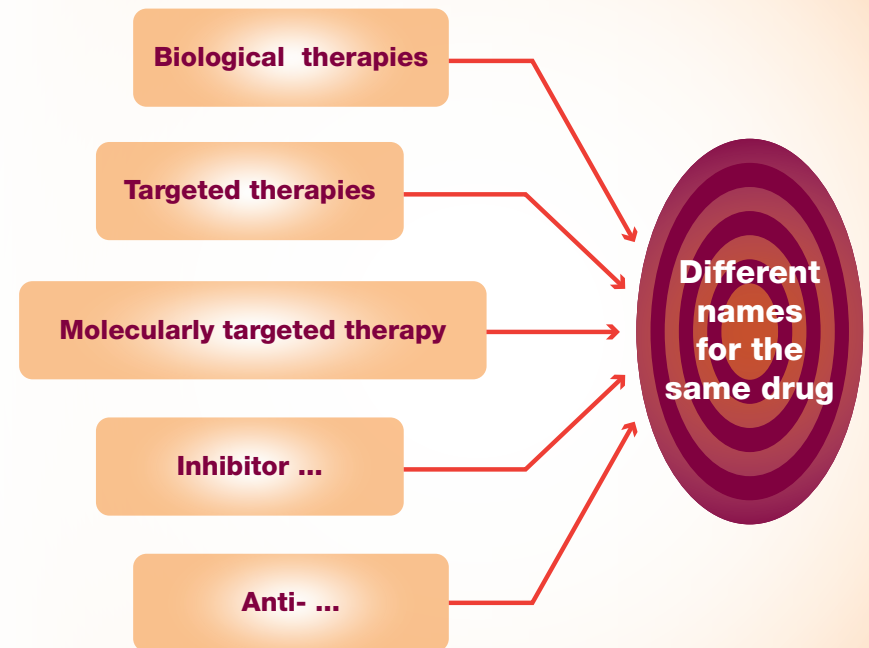 Biological therapies
Targeted therapies
Molecularly targeted therapy
Inhibitor ...
Anti- ...
Different
names
for the
same drug